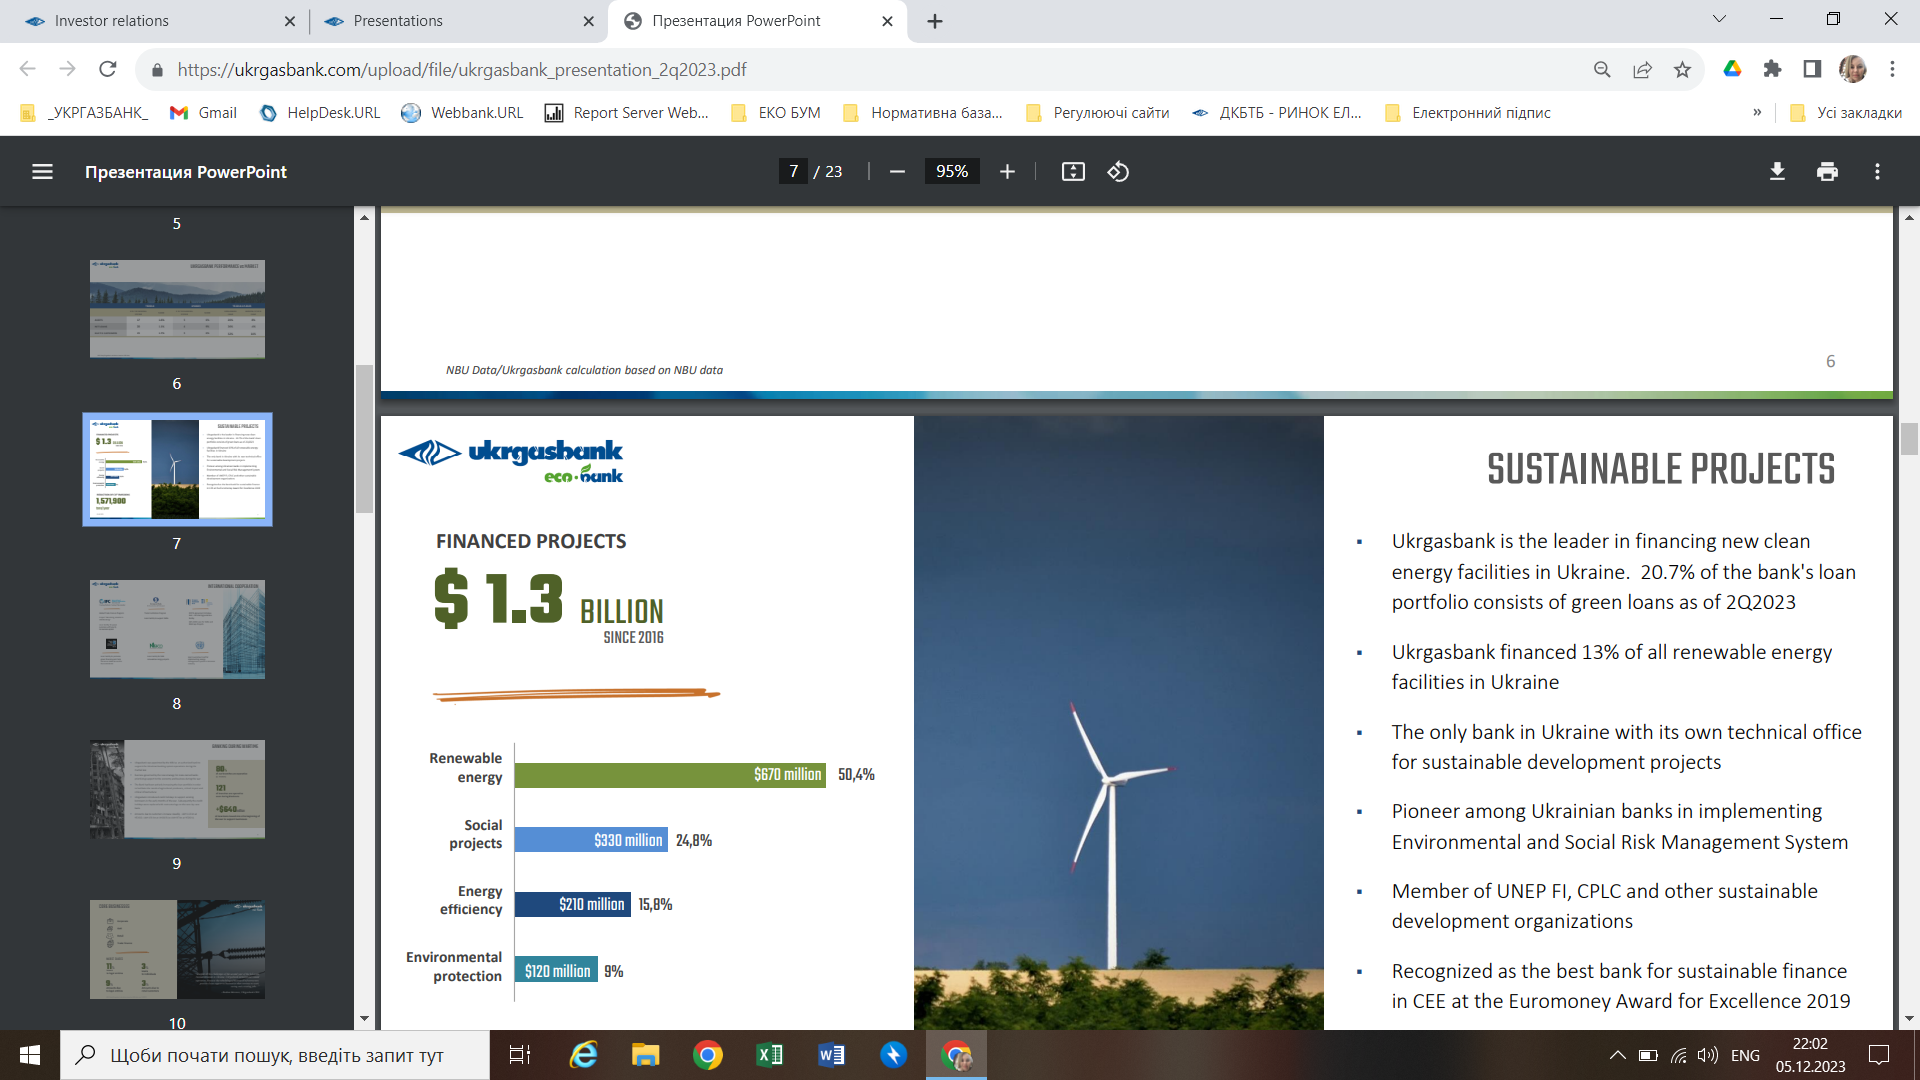 Investor relations
Presentations
Презентация PowerPoint
https://ukrgasbank.com/upload/file/ukrgasbank_presentation_2q2023.pdf
_УКРГАЗБАНК_
Gmail
HelpDesk.URL
Webbank.URL
Report Server Web...
ЕКО БУМ
Нормативна база...
Регулюючі сайти
ДКБТБ - РИНОК ЕЛ...
Електронний підпис
»
Усі закладки
Презентация PowerPoint
7 / 23
95%
5
6
7
8
9
10
NBU Data/Ukrgasbank calculation based on NBU data
6
ukrgasbank
eco bank
FINANCED PROJECTS
$ 1.3 BILLION
SINCE 2016
Renewable
energy
$670 million 50,4%
Social
projects
$330 million 24,8%
Energy
efficiency
$210 million 15,8%
Environmental
protection
$120 million 9%
SUSTAINABLE PROJECTS
▪ Ukrgasbank is the leader in financing new clean
energy facilities in Ukraine. 20.7% of the bank's loan
portfolio consists of green loans as of 2Q2023
▪ Ukrgasbank financed 13% of all renewable energy
facilities in Ukraine
▪ The only bank in Ukraine with its own technical office
for sustainable development projects
▪ Pioneer among Ukrainian banks in implementing
Environmental and Social Risk Management System
▪ Member of UNEP FI, CPLC and other sustainable
development organizations
▪ Recognized as the best bank for sustainable finance
in CEE at the Euromoney Award for Excellence 2019
Щоби почати пошук, введіть запит тут
ENG
22:02
05.12.2023